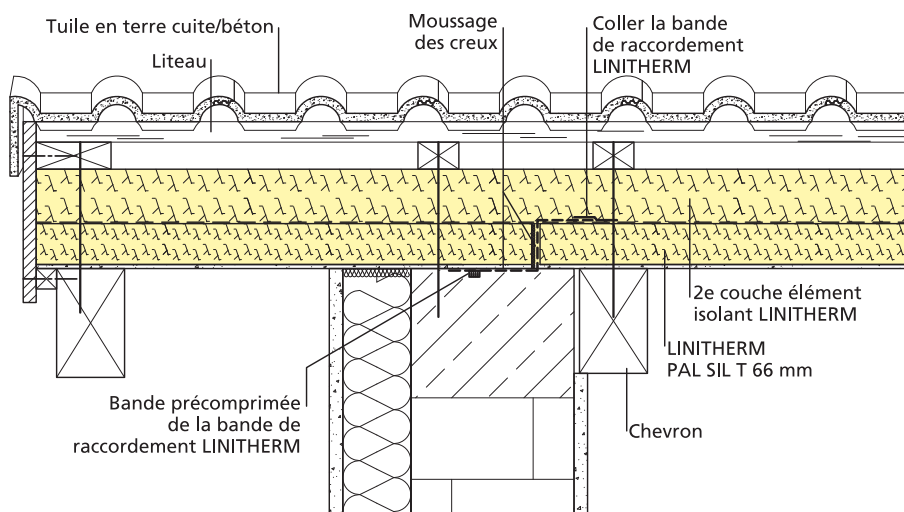 Tuile en terre cuite/béton
Liteau
Moussage
des creux
Coller la bande
de raccordement
LINITHERM
2e couche élément
isolant LINITHERM
LINITHERM
PAL SIL T 66 mm
Chevron
Bande précomprimée
de la bande de
raccordement LINITHERM